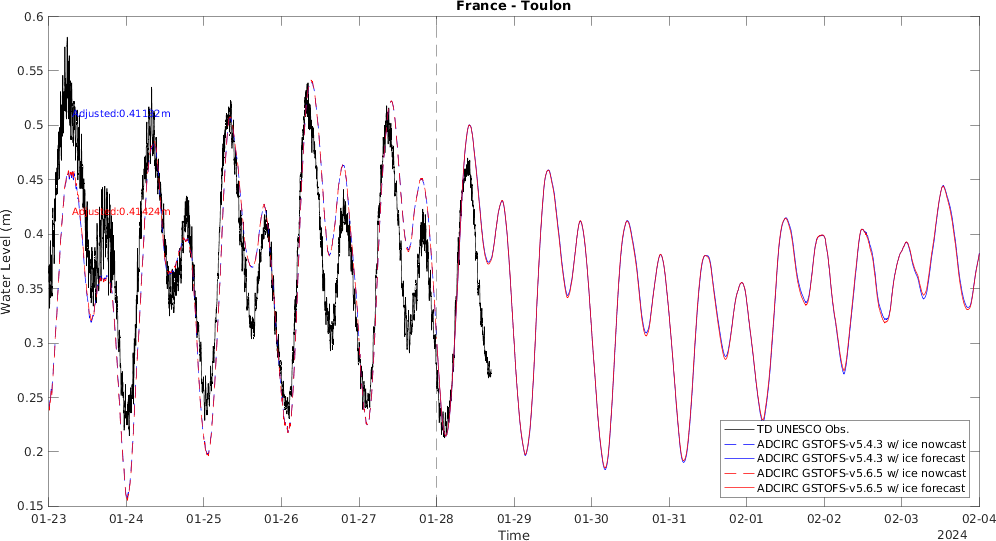 France - Toulon
0.6
0.55
0.5
0.45
0.4
0.35
0.3
0.25
0.2
0.15
Water Level (m)
Adjusted:0.41424m
TD UNESCO Obs.
ADCIRC GSTOFS-v5.4.3 w/ ice nowcast
ADCIRC GSTOFS-v5.4.3 w/ ice forecast
ADCIRC GSTOFS-v5.6.5 w/ ice nowcast
ADCIRC GSTOFS-v5.6.5 w/ ice forecast
01-23 01-24 01-25 01-26 01-27 01-28 01-29 01-30 01-31 02-01 02-02 02-03 02-04
Time
2024